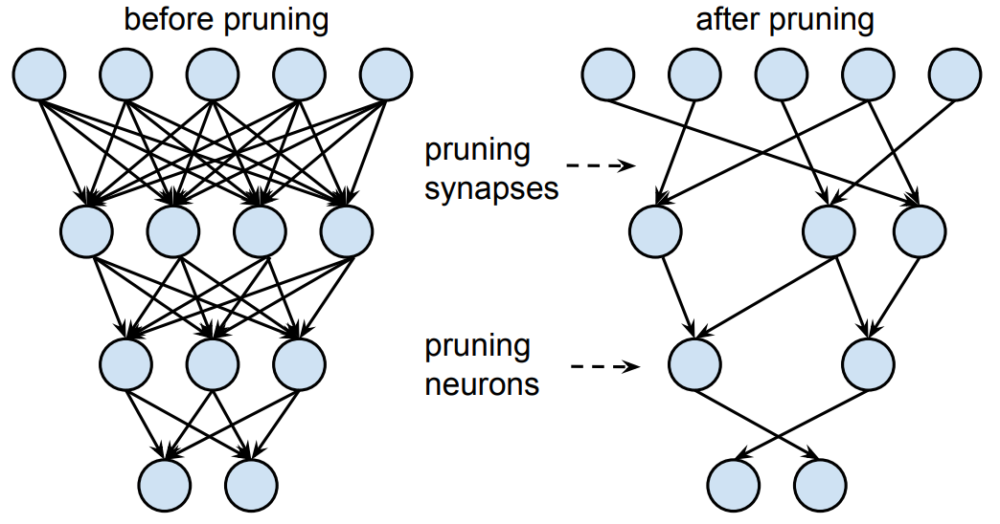 before pruning
after pruning
pruning
synapses
pruning
neurons